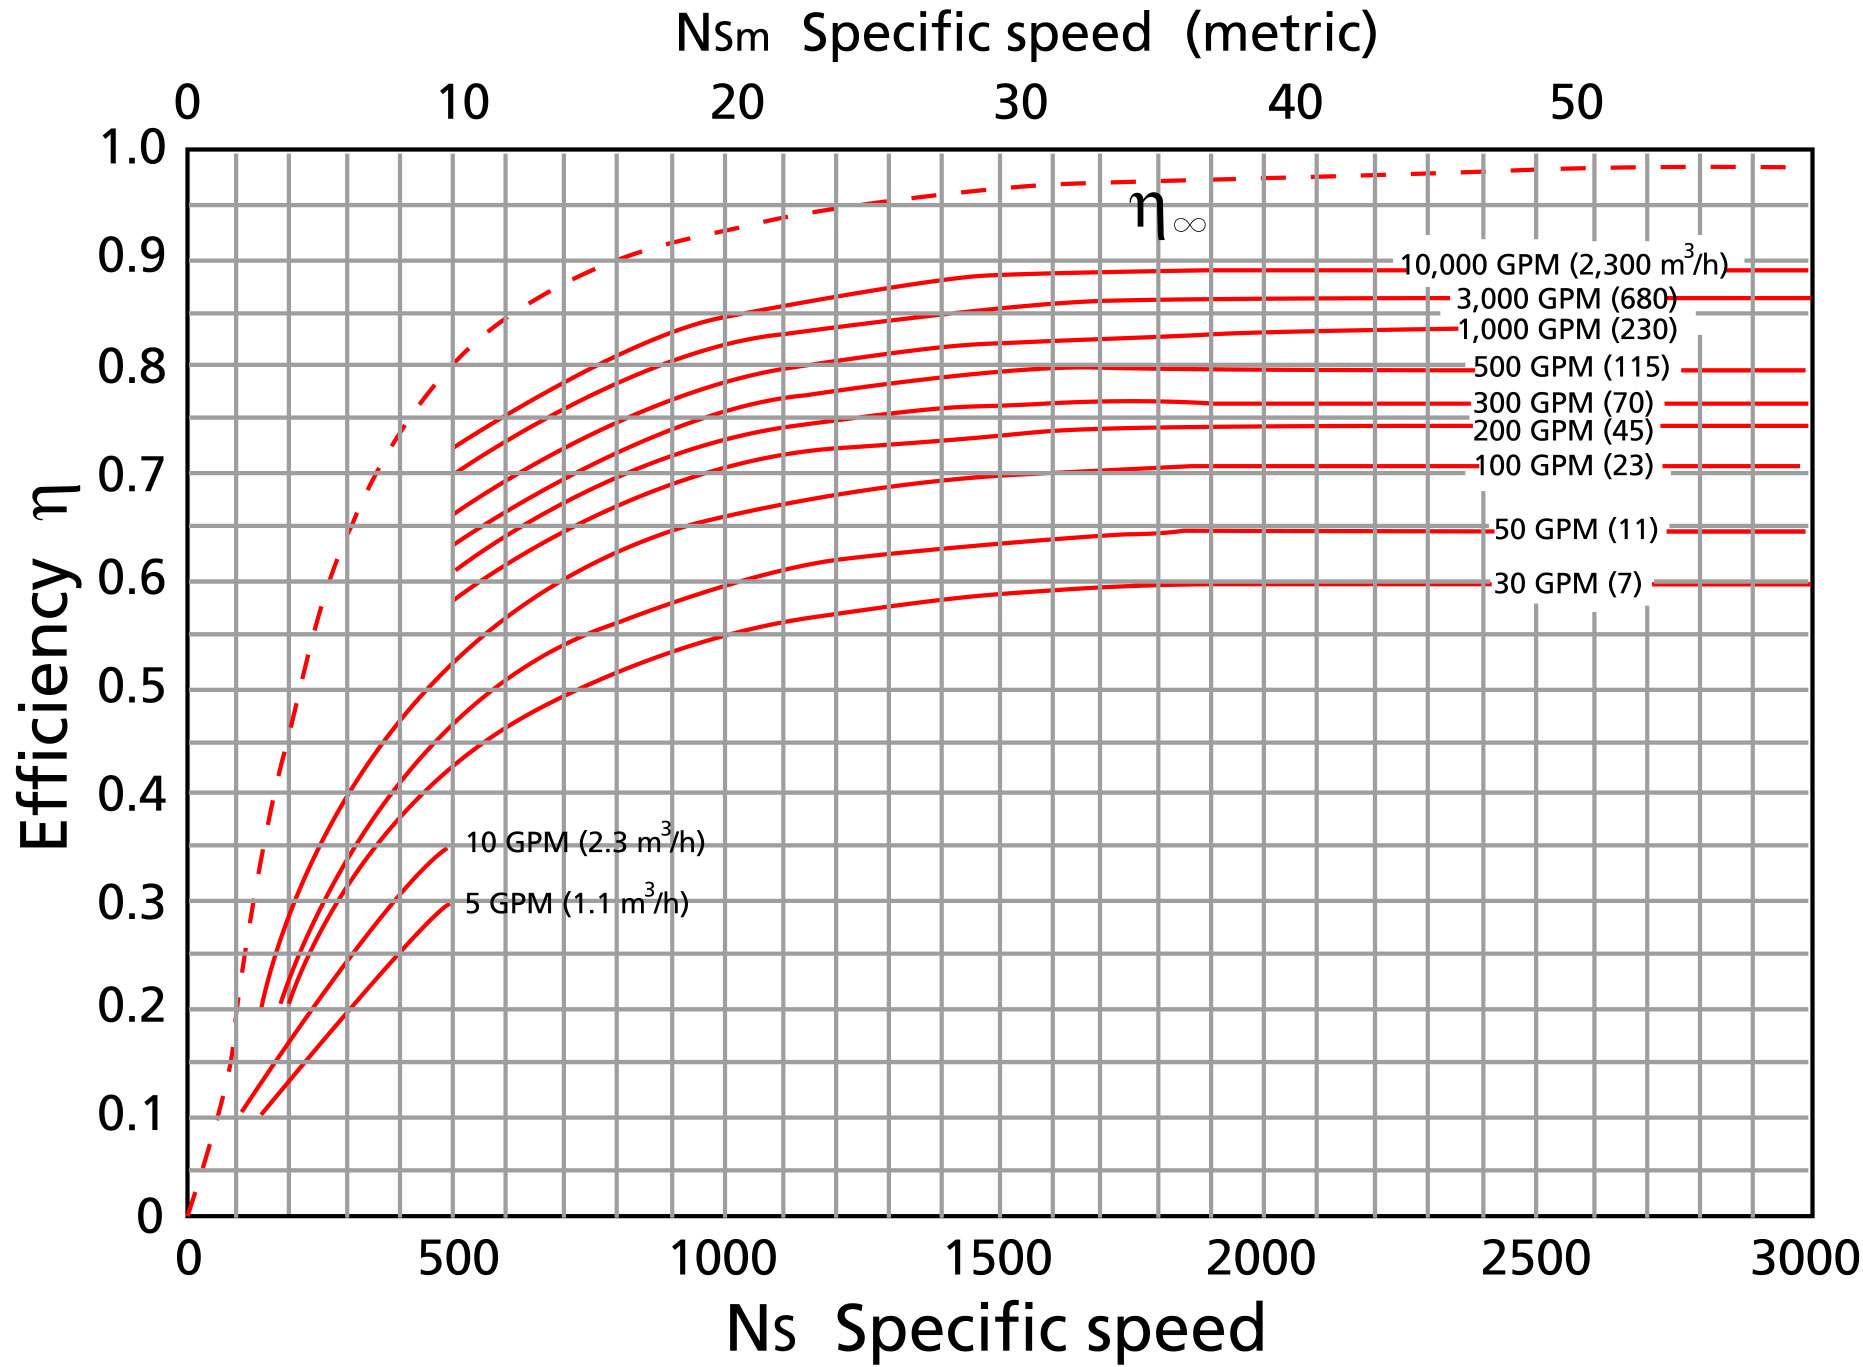 NSm Specific speed (metric)
0 10 20 30 40 50
1.0
0.9
0.8
0.7
0.6
0.5
0.4
0.3
0.2
0.1
0
Efficiency η
η∞
10,000 GPM (2,300 m³/h)
3,000 GPM (680)
1,000 GPM (230)
500 GPM (115)
300 GPM (70)
200 GPM (45)
100 GPM (23)
50 GPM (11)
30 GPM (7)
10 GPM (2.3 m³/h)
5 GPM (1.1 m³/h)
0 500 1000 1500 2000 2500 3000
NS Specific speed